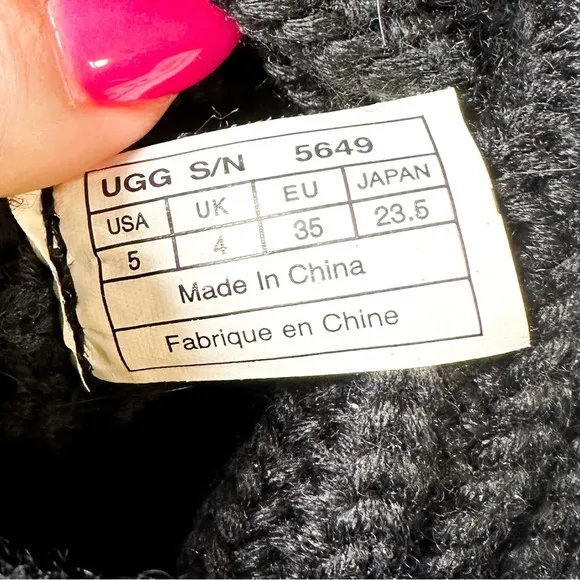 UGG S/N 5649
USA UK EU JAPAN
5 4 35 23.5
Made In China
Fabrique en Chine